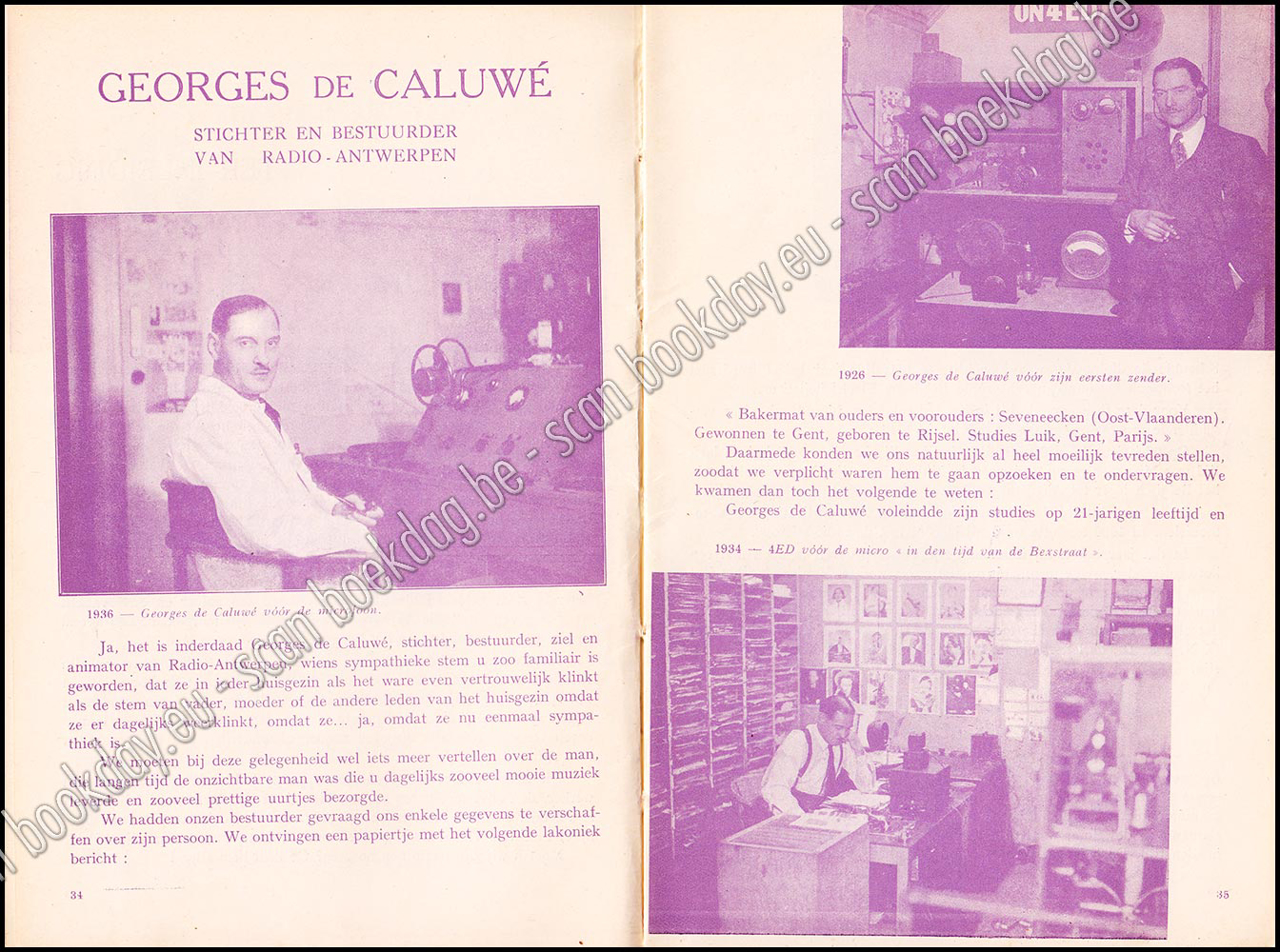 GEORGES DE CALUWÉ
STICHTER EN BESTUURDER
VAN RADIO-ANTWERPEN
1936 — Georges de Caluwé vóór de microfoon.
Ja, het is inderdaad Georges de Caluwé, stichter, bestuurder, ziel en
animator van Radio-Antwerpen, wiens sympathieke stem u zoo familiair is
geworden, dat ze in ieder huisgezin als het ware even vertrouwelijk klinkt
als de stem van vader, moeder of de andere leden van het huisgezin omdat
ze er dagelijks weerklinkt, omdat ze... ja, omdat ze nu eenmaal sympa-
thiek is.
We moeten bij deze gelegenheid wel iets meer vertellen over de man,
die langen tijd de onzichtbare man was die u dagelijks zooveel mooie muziek
leverde en zooveel prettige uurtjes bezorgde.
We hadden onzen bestuurder gevraagd ons enkele gegevens te verschaf-
fen over zijn persoon. We ontvingen een papiertje met het volgende lakoniek
bericht :
34
ON4ED
1926 — Georges de Caluwé vóór zijn eersten zender.
« Bakermat van ouders en voorouders : Seveneecken (Oost-Vlaanderen).
Gewonnen te Gent, geboren te Rijsel. Studies Luik, Gent, Parijs. »
Daarmede konden we ons natuurlijk al heel moeilijk tevreden stellen,
zoodat we verplicht waren hem te gaan opzoeken en te ondervragen. We
kwamen dan toch het volgende te weten :
Georges de Caluwé voleindde zijn studies op 21-jarigen leeftijd en
1934 — 4ED vóór de micro « in den tijd van de Bexstraat ».
35
scan bookday.eu - scan boekdag.be - scan bookday.eu - scan boekdag.be